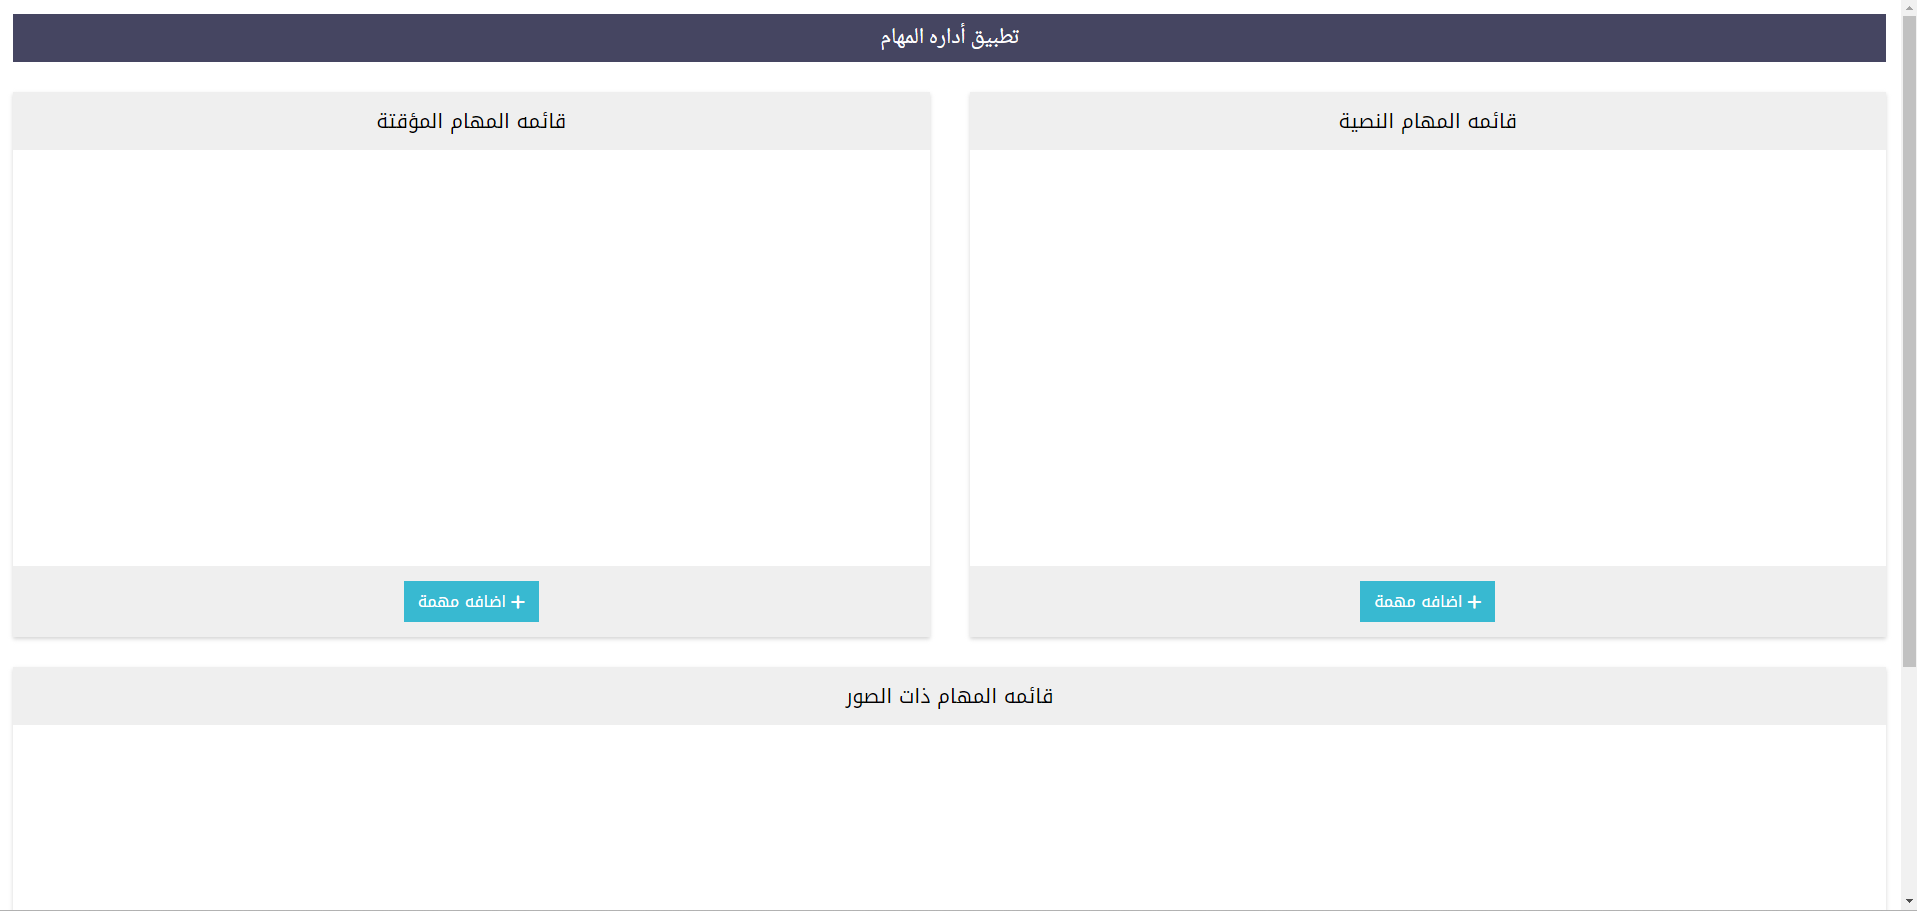 تطبيق أداره المهام
قائمه المهام النصية
قائمه المهام المؤقتة
اضافه مهمة
اضافه مهمة
قائمه المهام ذات الصور